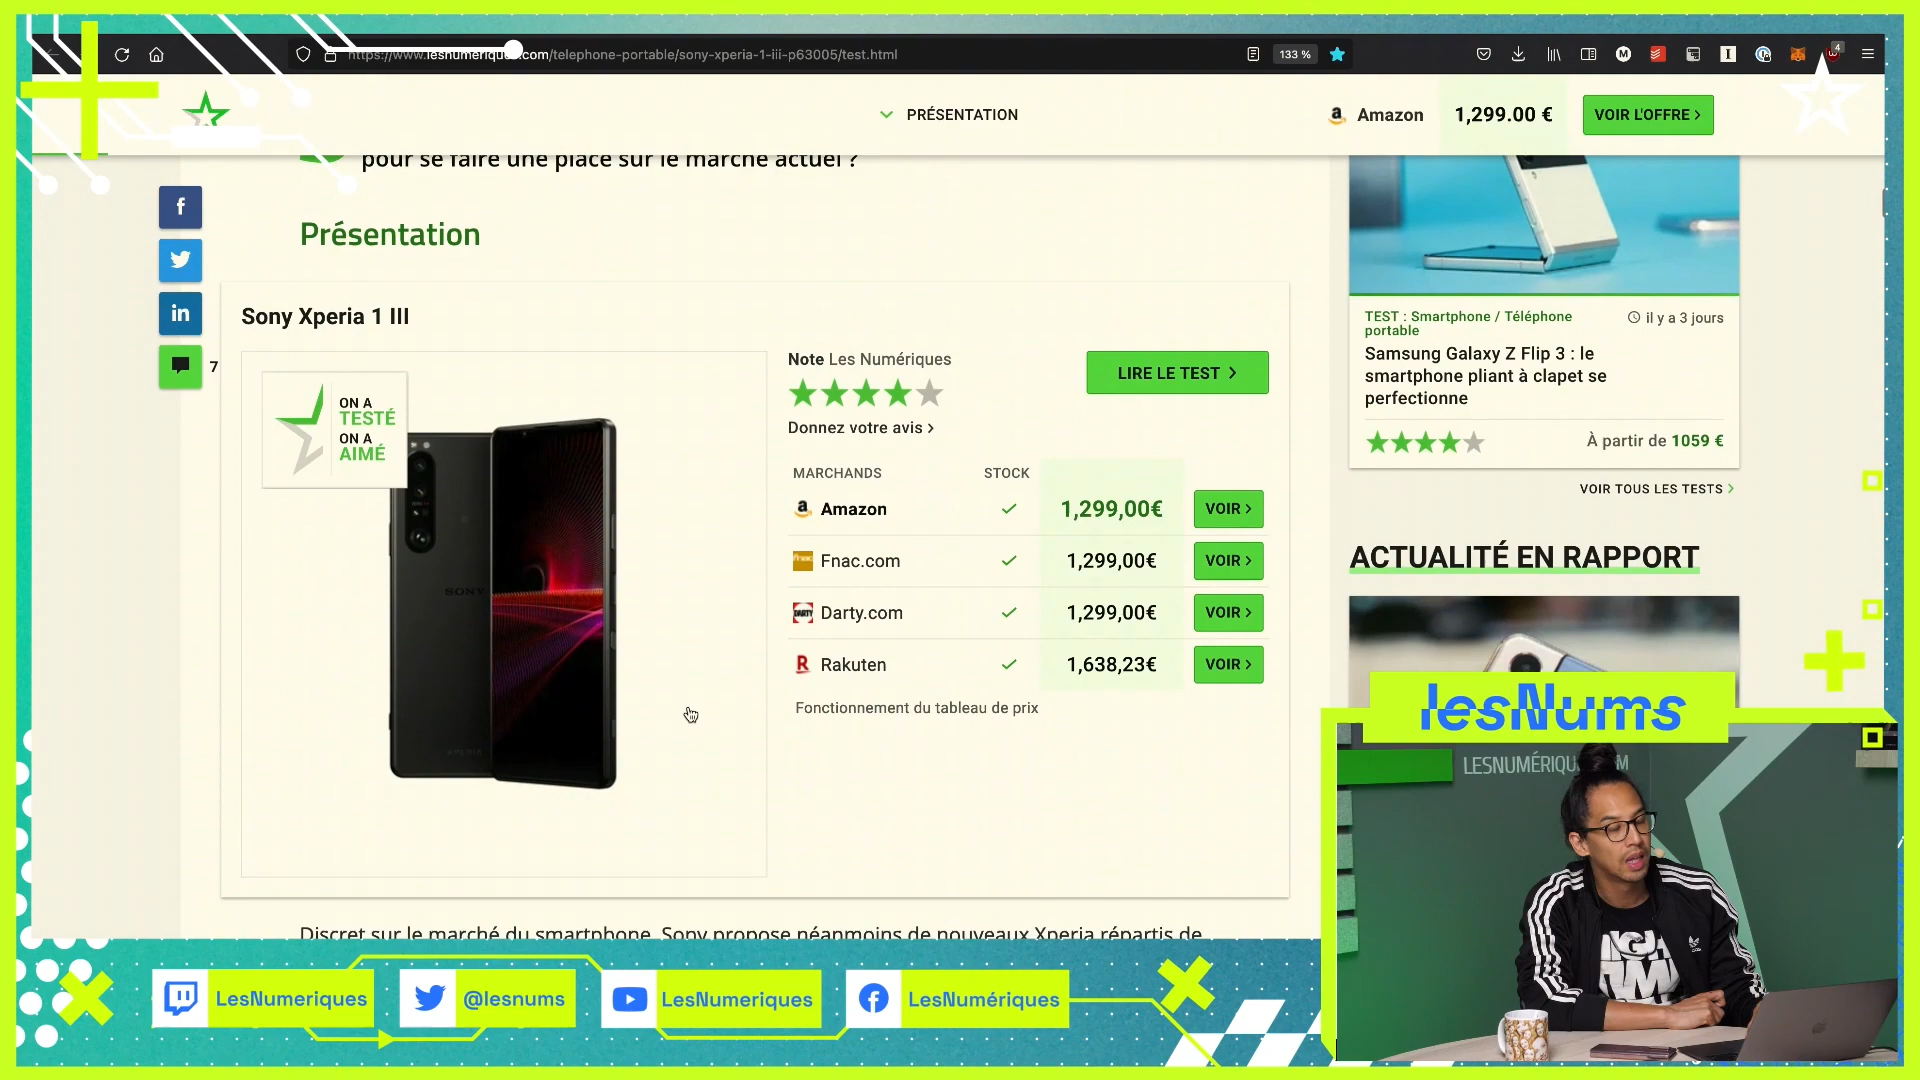 https://www.lesnumeriques.com/telephone-portable/sony-xperia-1-iii-p63005/test.html
133 %
4
PRÉSENTATION
Amazon
1,299.00 €
VOIR L'OFFRE
pour se faire une place sur le marché actuel ?
Présentation
7
Sony Xperia 1 III
ON A
TESTÉ
ON A
AIMÉ
SONY
XPERIA
Note Les Numériques
LIRE LE TEST
Donnez votre avis
MARCHANDS STOCK
Amazon 1,299,00€ VOIR
Fnac.com 1,299,00€ VOIR
Darty.com 1,299,00€ VOIR
Rakuten 1,638,23€ VOIR
Fonctionnement du tableau de prix
Discret sur le marché du smartphone, Sony propose néanmoins de nouveaux Xperia répartis de
TEST : Smartphone / Téléphone
portable
il y a 3 jours
Samsung Galaxy Z Flip 3 : le
smartphone pliant à clapet se
perfectionne
À partir de 1059 €
VOIR TOUS LES TESTS
ACTUALITÉ EN RAPPORT
lesNums
LesNumeriques
@lesnums
LesNumeriques
LesNumériques